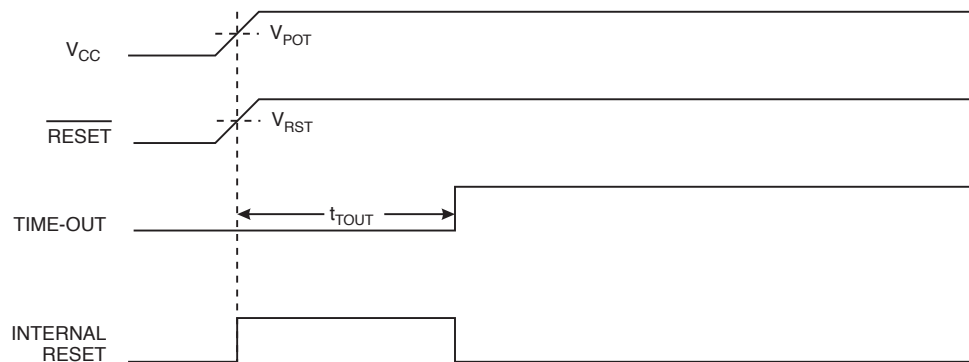 VCC
VPOT
RESET
VRST
TIME-OUT
tTOUT
INTERNAL
RESET